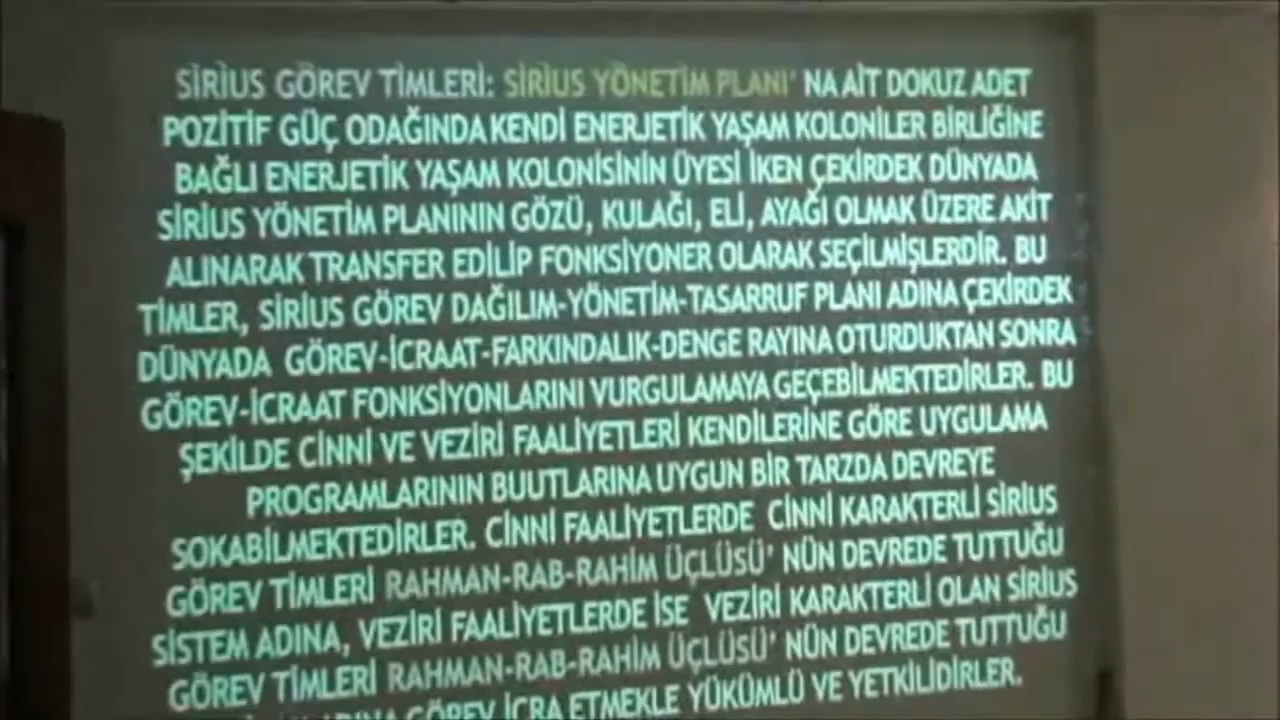 SİRİUS GÖREV TİMLERİ: SİRİUS YÖNETİM PLANI' NA AİT DOKUZ ADET
POZİTİF GÜÇ ODAĞINDA KENDİ ENERJETİK YAŞAM KOLONİLER BİRLİĞİNE
BAĞLI ENERJETİK YAŞAM KOLONİSİNİN ÜYESİ İKEN ÇEKİRDEK DÜNYADA
SİRİUS YÖNETİM PLANININ GÖZÜ, KULAĞI, ELİ, AYAĞI OLMAK ÜZERE AKİT
ALINARAK TRANSFER EDİLİP FONKSİYONER OLARAK SEÇİLMİŞLERDİR. BU
TİMLER, SİRİUS GÖREV DAĞILIM-YÖNETİM-TASARRUF PLANI ADINA ÇEKİRDEK
DÜNYADA GÖREV-İCRAAT-FARKINDALIK-DENGE RAYINA OTURDUKTAN SONRA
GÖREV-İCRAAT FONKSİYONLARINI VURGULAMAYA GEÇEBİLMEKTEDİRLER. BU
ŞEKİLDE CİNNİ VE VEZİRİ FAALİYETLERİ KENDİLERİNE GÖRE UYGULAMA
PROGRAMLARININ BUUTLARINA UYGUN BİR TARZDA DEVREYE
SOKABİLMEKTEDİRLER. CİNNİ FAALİYETLERDE CİNNİ KARAKTERLİ SİRİUS
GÖREV TİMLERİ RAHMAN-RAB-RAHİM ÜÇLÜSÜ' NÜN DEVREDE TUTTUĞU
SİSTEM ADINA, VEZİRİ FAALİYETLERDE İSE VEZİRİ KARAKTERLİ OLAN SİRİUS
GÖREV TİMLERİ RAHMAN-RAB-RAHİM ÜÇLÜSÜ' NÜN DEVREDE TUTTUĞU
GÖREV İCRA ETMEKLE YÜKÜMLÜ VE YETKİLİDİRLER.